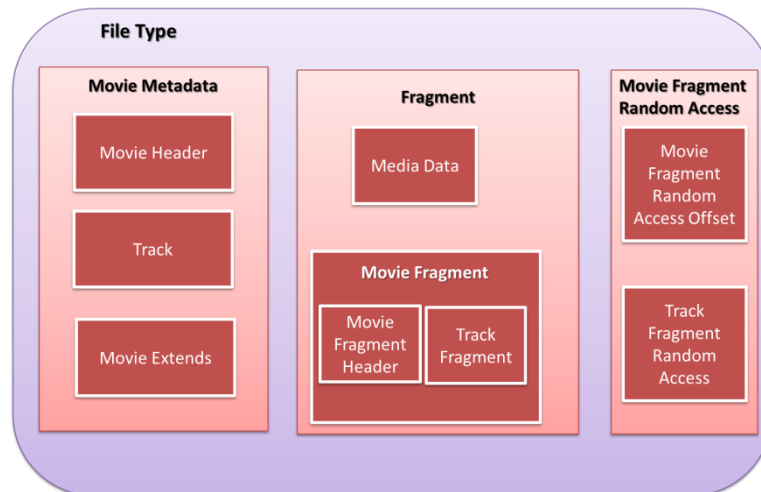 File Type
Movie Metadata
Movie Header
Track
Movie Extends
Fragment
Media Data
Movie Fragment
Movie
Fragment
Header
Track
Fragment
Movie Fragment
Random Access
Movie
Fragment
Random
Access Offset
Track
Fragment
Random
Access